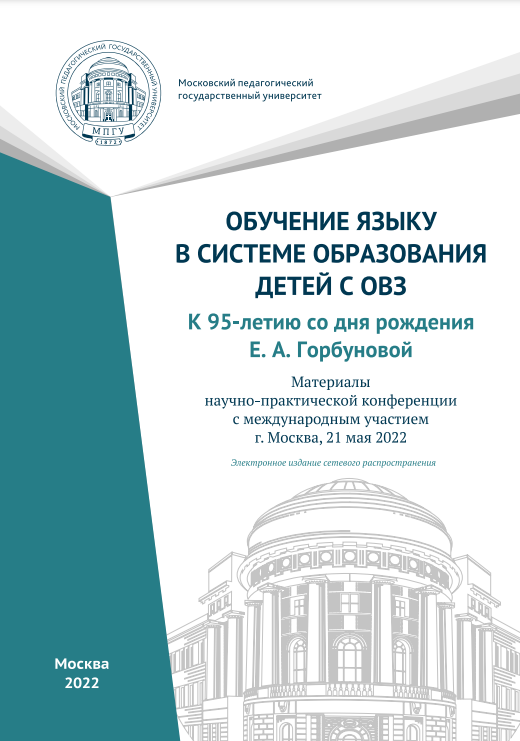 МОСКОВСКИЙ ПЕДАГОГИЧЕСКИЙ ГОСУДАРСТВЕННЫЙ УНИВЕРСИТЕТ
МПГУ
1872
Московский педагогический
государственный университет
ОБУЧЕНИЕ ЯЗЫКУ
В СИСТЕМЕ ОБРАЗОВАНИЯ
ДЕТЕЙ С ОВЗ
К 95-летию со дня рождения
Е. А. Горбуновой
Материалы
научно-практической конференции
с международным участием
г. Москва, 21 мая 2022
Электронное издание сетевого распространения
Москва
2022